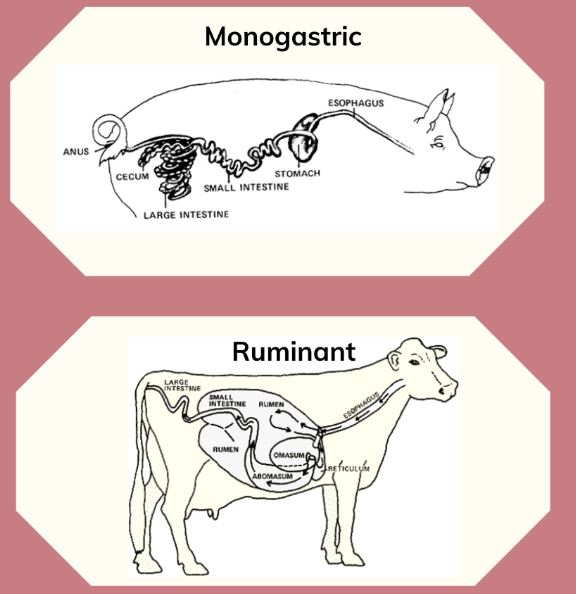 Monogastric
ESOPHAGUS
ANUS
CECUM
STOMACH
SMALL INTESTINE
LARGE INTESTINE
Ruminant
LARGE
INTESTINE
SMALL
INTESTINE
RUMEN
ESOPHAGUS
RUMEN
OMASUM
RETICULUM
ABOMASUM